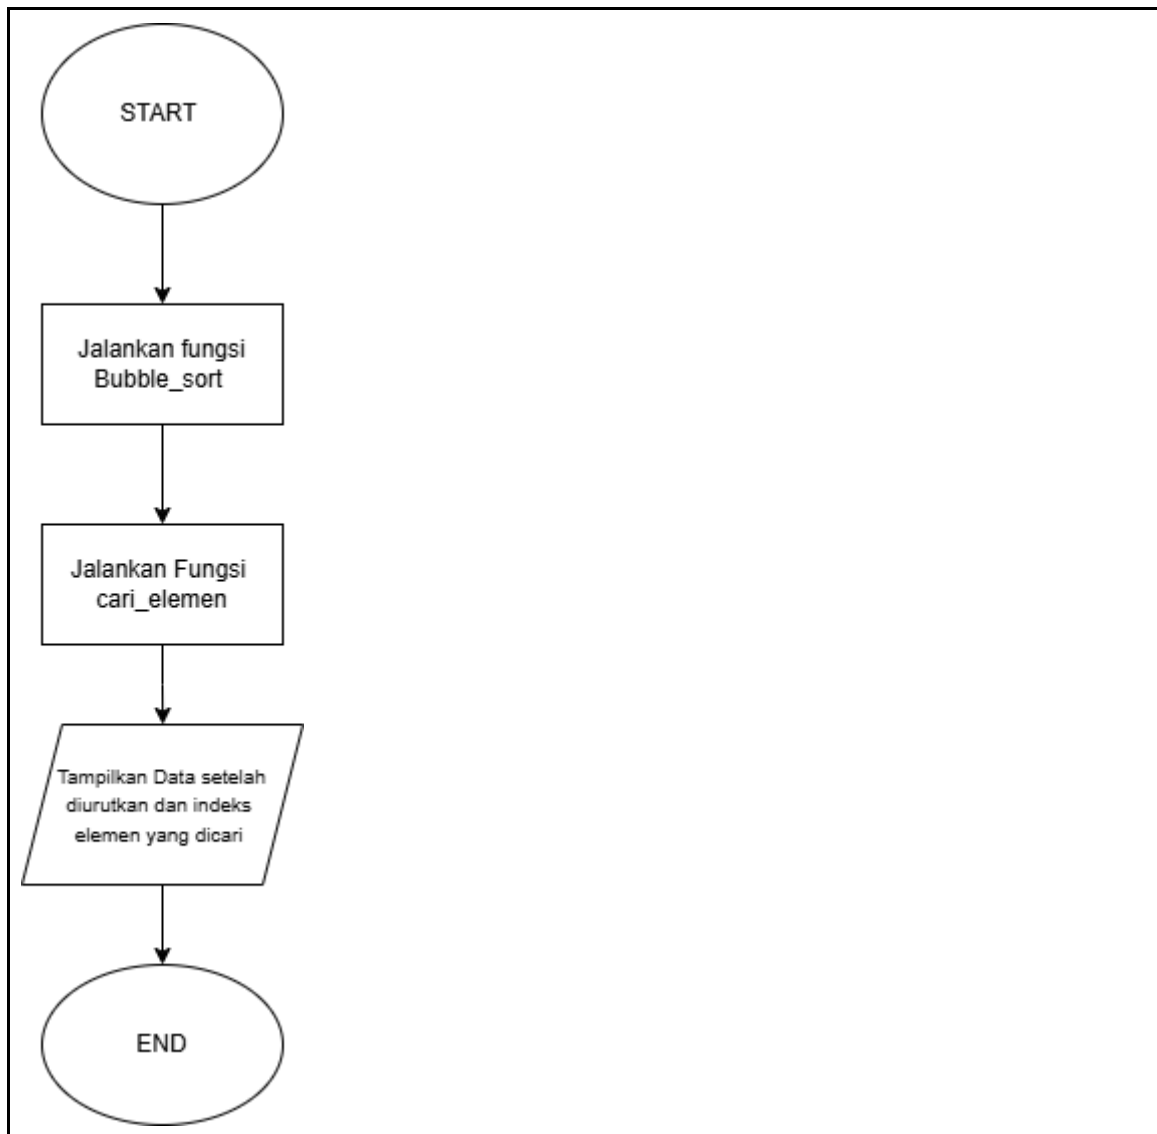 START
Jalankan fungsi
Bubble_sort
Jalankan Fungsi
cari_elemen
Tampilkan Data setelah
diurutkan dan indeks
elemen yang dicari
END